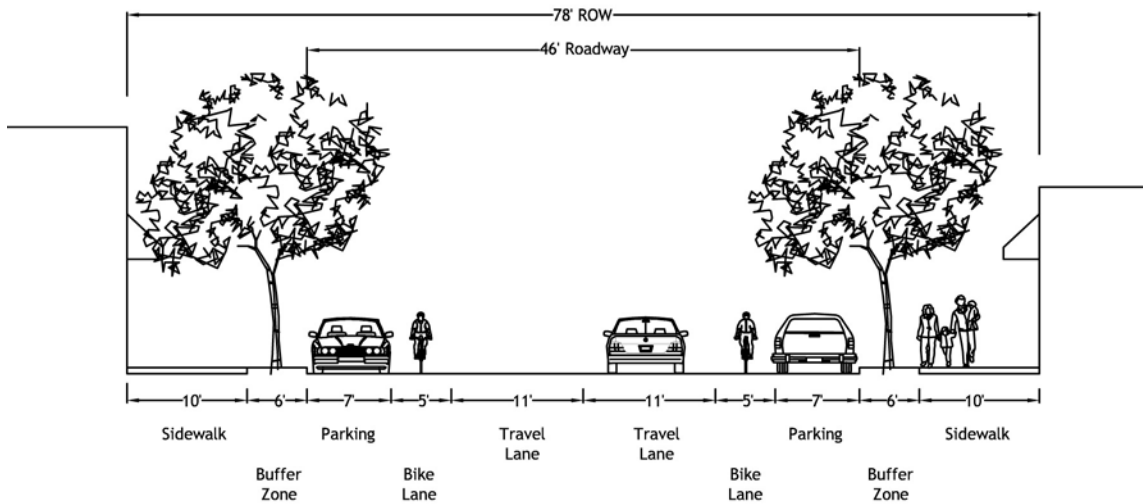 78' ROW
46' Roadway
10' 6' 7' 5' 11' 11' 5' 7' 6' 10'
Sidewalk Parking Travel Lane Travel Lane Parking Sidewalk
Buffer Zone Bike Lane Bike Lane Buffer Zone